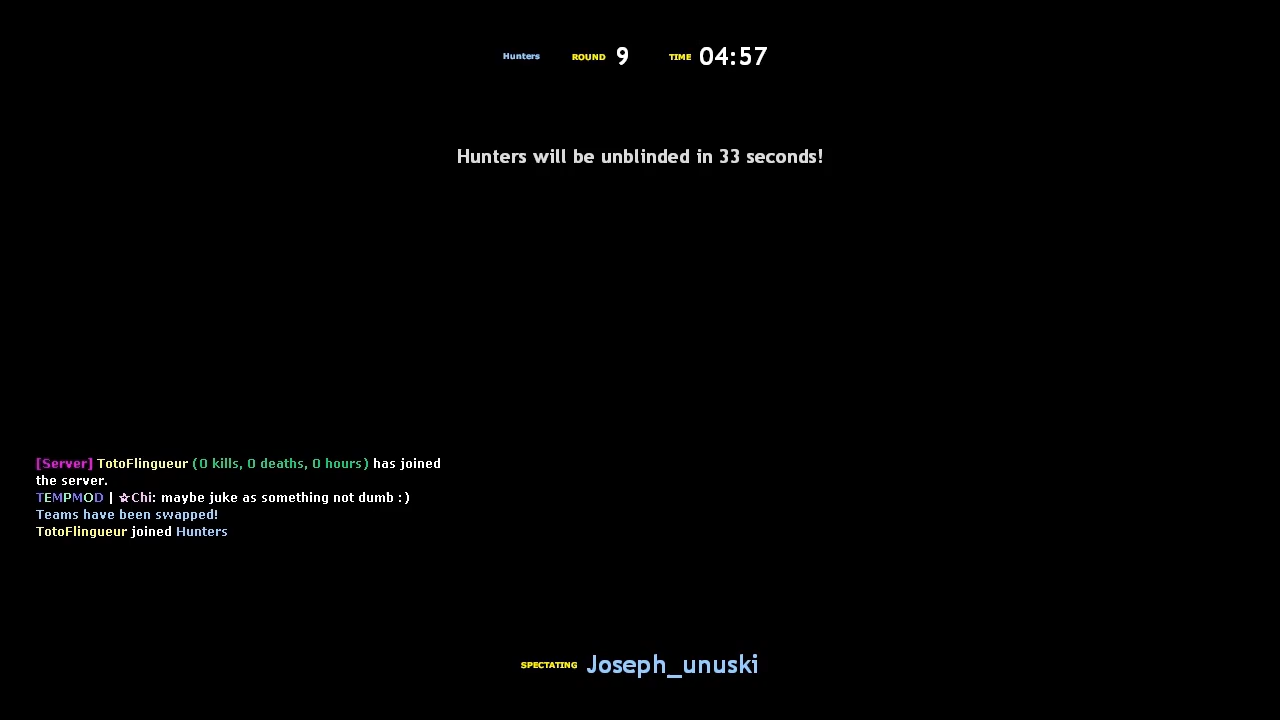 Hunters ROUND 9 TIME 04:57
Hunters will be unblinded in 33 seconds!
[Server] TotoFlingueur (0 kills, 0 deaths, 0 hours) has joined
the server.
TEMPMOD | ☆Chi: maybe juke as something not dumb :)
Teams have been swapped!
TotoFlingueur joined Hunters
SPECTATING Joseph_unuski